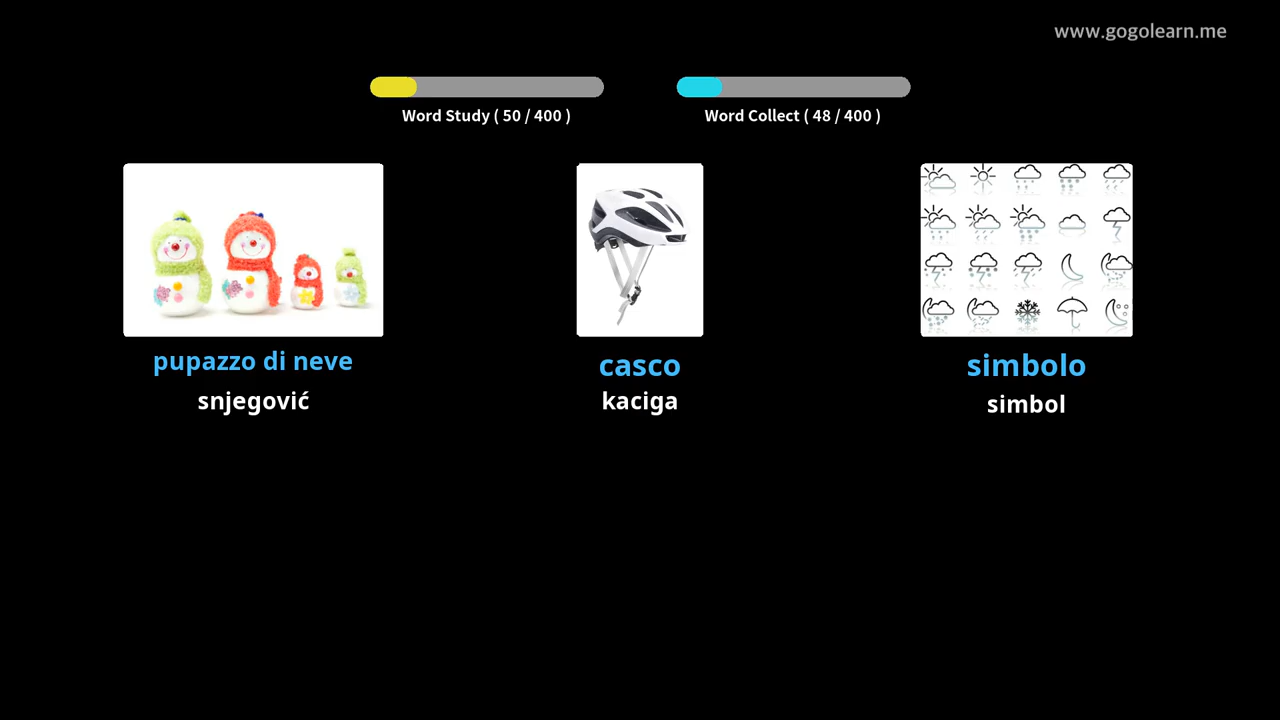 www.gogolearn.me
Word Study ( 50 / 400 )
Word Collect ( 48 / 400 )
pupazzo di neve
snjegović
casco
kaciga
simbolo
simbol